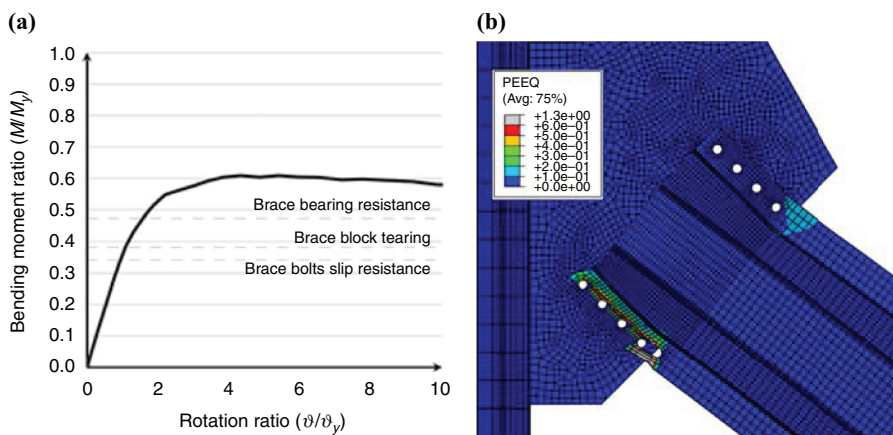 (a)
Bending moment ratio (M/My)
1.0
0.9
0.8
0.7
0.6
0.5
0.4
0.3
0.2
0.1
0.0
Brace bearing resistance
Brace block tearing
Brace bolts slip resistance
0 2 4 6 8 10
Rotation ratio (ϑ/ϑy)
(b)
PEEQ
(Avg: 75%)
+1.3e+00
+6.0e−01
+5.0e−01
+4.0e−01
+3.0e−01
+2.0e−01
+1.0e−01
+0.0e+00